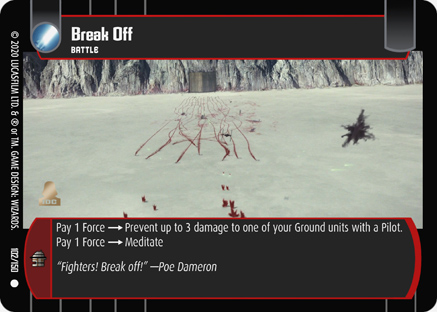 Break Off
BATTLE
Pay 1 Force → Prevent up to 3 damage to one of your Ground units with a Pilot.
Pay 1 Force → Meditate
"Fighters! Break off!" —Poe Dameron
© 2020 LUCASFILM LTD. & ® or TM. GAME DESIGN: WIZARDS. 102/150